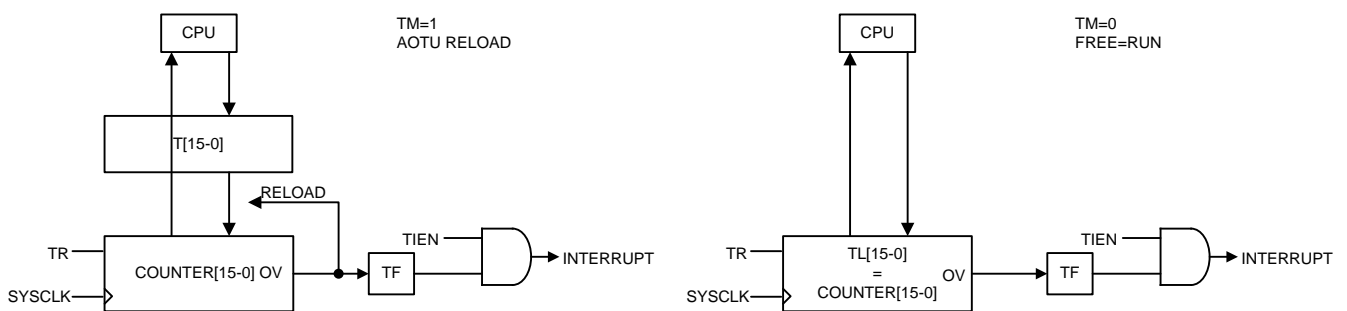 CPU
TM=1
AOTU RELOAD
T[15-0]
RELOAD
TR
COUNTER[15-0] OV
SYSCLK
TF
TIEN
INTERRUPT
CPU
TM=0
FREE=RUN
TR
TL[15-0]
=
COUNTER[15-0]
OV
SYSCLK
TF
TIEN
INTERRUPT